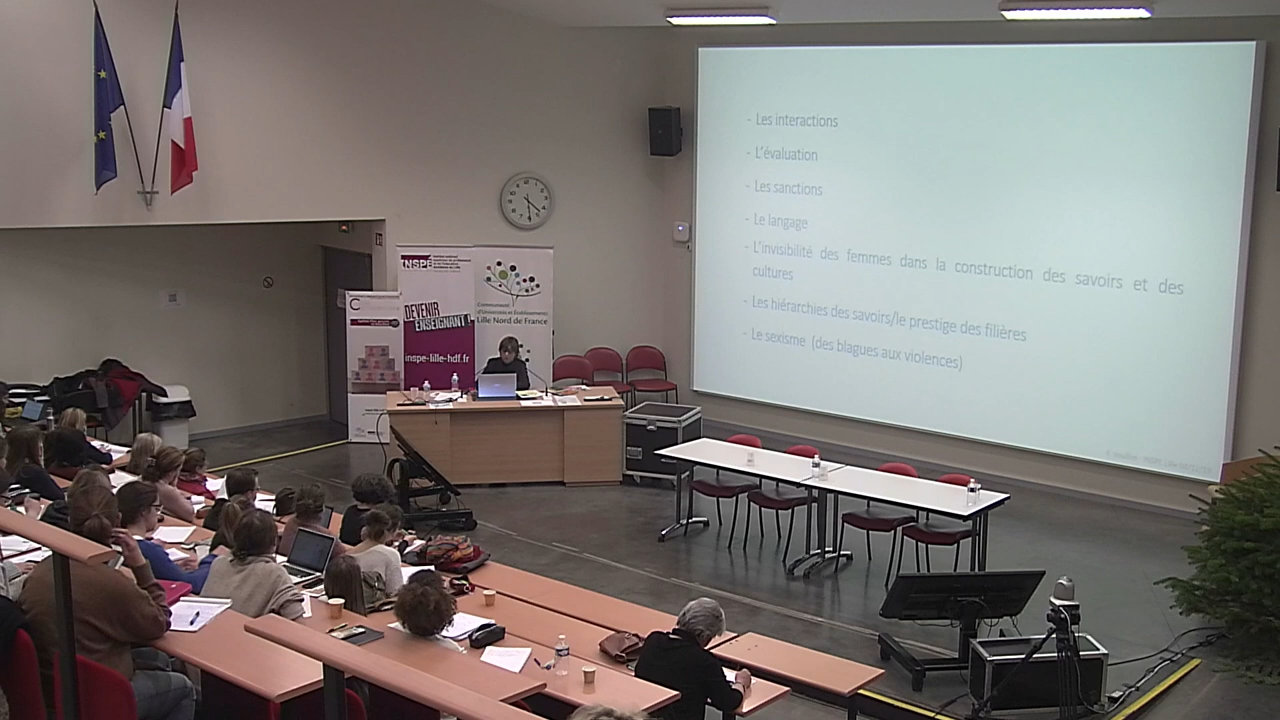 - Les interactions
- L'évaluation
- Les sanctions
- Le langage
- L'invisibilité des femmes dans la construction des savoirs et des
cultures
- Les hiérarchies des savoirs/le prestige des filières
- Le sexisme (des blagues aux violences)
INSPÉ
DEVENIR
ENSEIGNANT !
inspe-lille-hdf.fr
Communauté
d'Universités et Établissements
Lille Nord de France